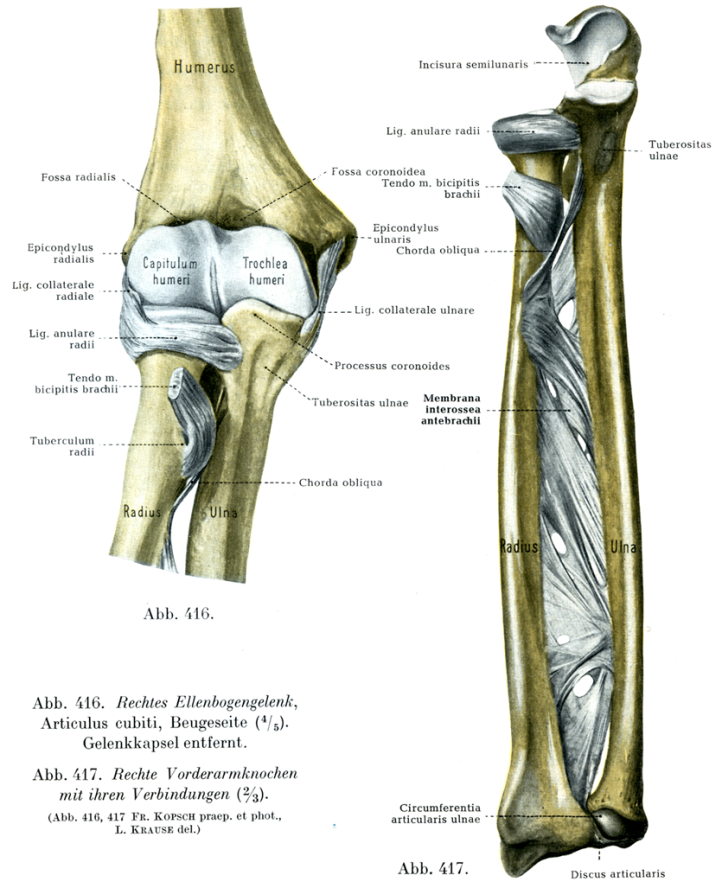 Humerus
Fossa radialis
Fossa coronoidea
Epicondylus
ulnaris
Epicondylus
radialis
Capitulum
humeri
Trochlea
humeri
Lig. collaterale
radiale
Lig. collaterale ulnare
Lig. anulare
radii
Processus coronoides
Tendo m.
bicipitis brachii
Tuberositas ulnae
Tuberculum
radii
Chorda obliqua
Radius
Ulna
Abb. 416.
Abb. 416. Rechtes Ellenbogengelenk,
Articulus cubiti, Beugeseite (4/5).
Gelenkkapsel entfernt.
Abb. 417. Rechte Vorderarmknochen
mit ihren Verbindungen (2/3).
(Abb. 416, 417 FR. KOPSCH praep. et phot.,
L. KRAUSE del.)
Incisura semilunaris
Lig. anulare radii
Tuberositas
ulnae
Tendo m. bicipitis
brachii
Chorda obliqua
Membrana
interossea
antebrachii
Radius
Ulna
Circumferentia
articularis ulnae
Discus articularis
Abb. 417.